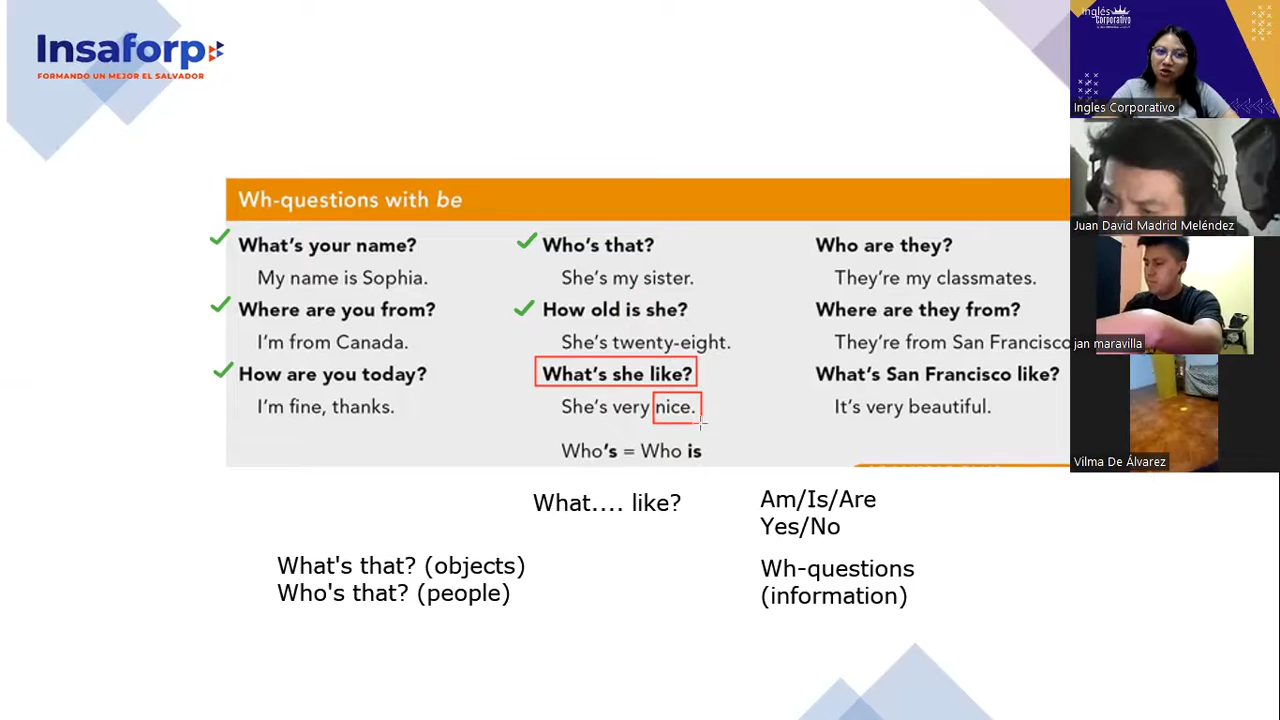 Insaforp
FORMANDO UN MEJOR EL SALVADOR
Wh-questions with be
What's your name?
My name is Sophia.
Where are you from?
I'm from Canada.
How are you today?
I'm fine, thanks.
Who's that?
She's my sister.
How old is she?
She's twenty-eight.
What's she like?
She's very nice.
Who's = Who is
Who are they?
They're my classmates.
Where are they from?
They're from San Francisco
What's San Francisco like?
It's very beautiful.
What.... like?
Am/Is/Are
Yes/No
What's that? (objects)
Who's that? (people)
Wh-questions
(information)
Inglés
Corporativo
Ingles Corporativo
Juan David Madrid Meléndez
jan maravilla
Vilma De Álvarez